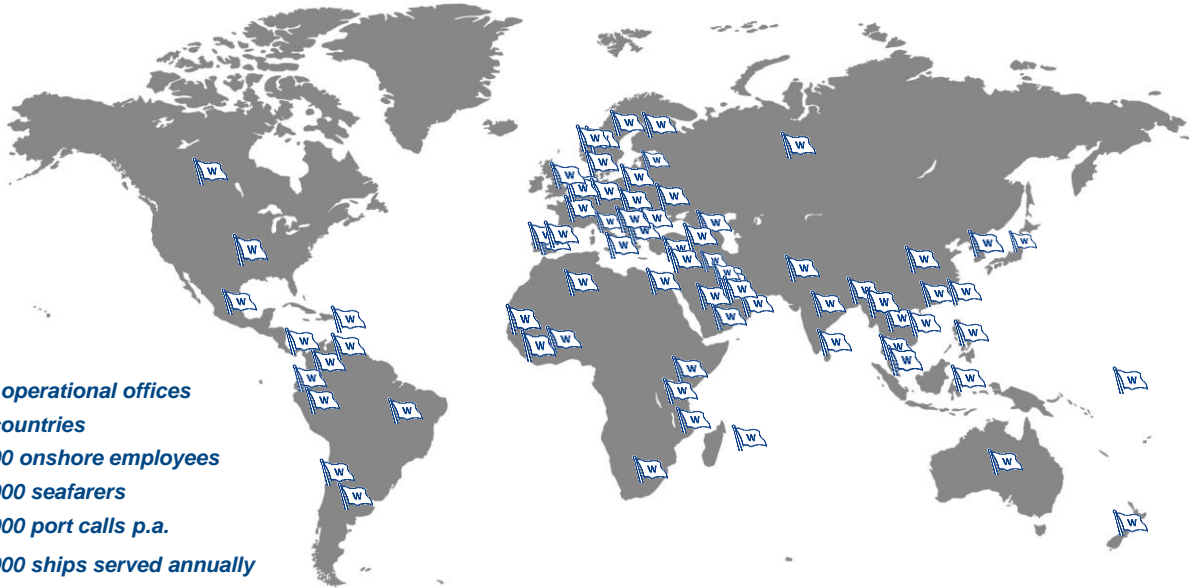 operational offices
countries
00 onshore employees
000 seafarers
000 port calls p.a.
000 ships served annually